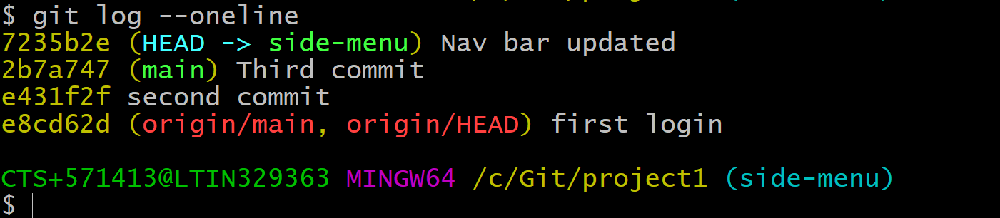 $ git log --oneline
7235b2e (HEAD -> side-menu) Nav bar updated
2b7a747 (main) Third commit
e431f2f second commit
e8cd62d (origin/main, origin/HEAD) first login
CTS+571413@LTIN329363 MINGW64 /c/Git/project1 (side-menu)
$